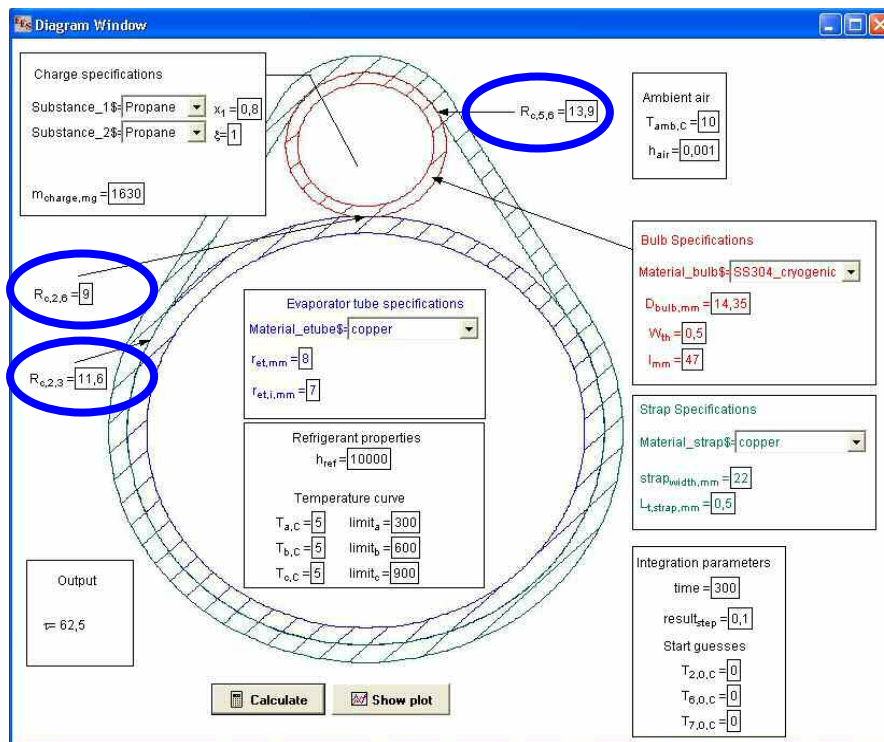 EES Diagram Window
Charge specifications
Substance_1$= Propane x1 = 0,8
Substance_2$= Propane ξ= 1
mcharge,mg = 1630
Rc,5,6 = 13,9
Ambient air
Tamb,C = 10
hair = 0,001
Bulb Specifications
Material_bulb$= SS304_cryogenic
Dbulb,mm = 14,35
Wth = 0,5
lmm = 47
Rc,2,6 = 9
Rc,2,3 = 11,6
Evaporator tube specifications
Material_etube$= copper
ret,mm = 8
ret,i,mm = 7
Refrigerant properties
href = 10000
Temperature curve
Ta,C = 5 limita = 300
Tb,C = 5 limitb = 600
Tc,C = 5 limitc = 900
Strap Specifications
Material_strap$= copper
strapwidth,mm = 22
Lt,strap,mm = 0,5
Output
τ= 62,5
Integration parameters
time = 300
resultstep = 0,1
Start guesses
T2,0,C = 0
T6,0,C = 0
T7,0,C = 0
Calculate Show plot